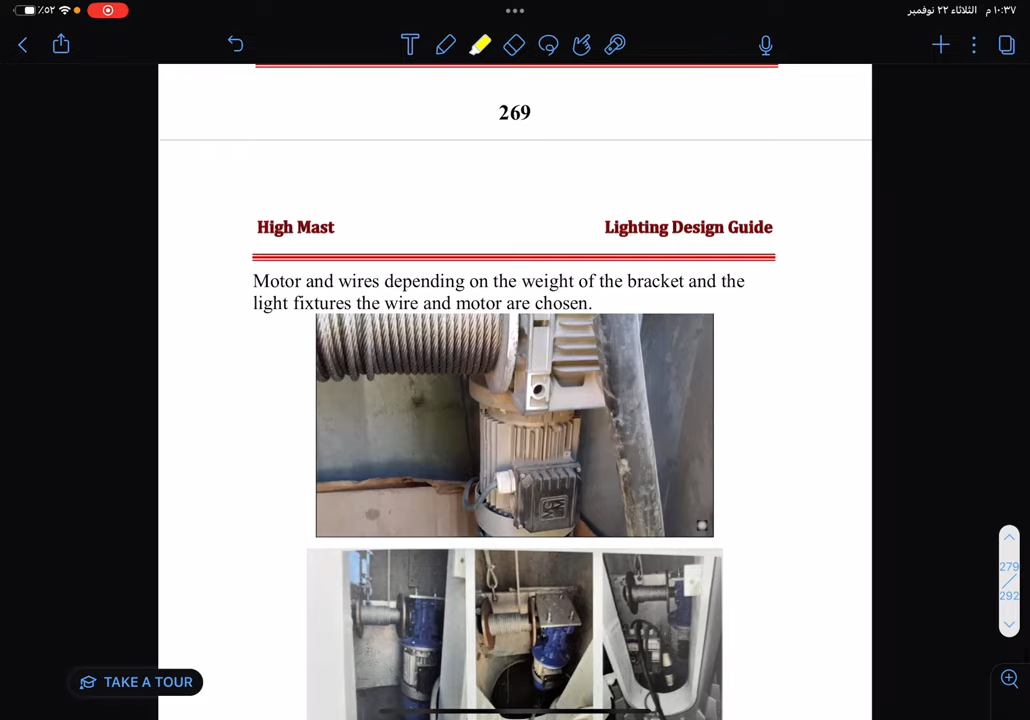 ١٠:٣٧ م الثلاثاء ٢٢ نوفمبر
٪٥٢
269
High Mast
Lighting Design Guide
Motor and wires depending on the weight of the bracket and the
light fixtures the wire and motor are chosen.
279
292
TAKE A TOUR